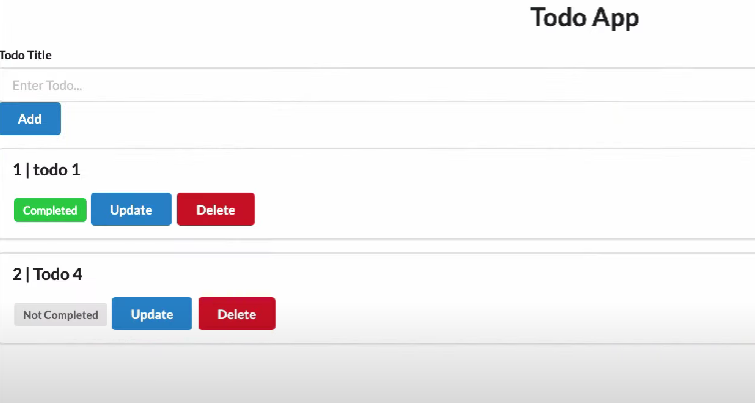 Todo App
Todo Title
Enter Todo...
Add
1 | todo 1
Completed Update Delete
2 | Todo 4
Not Completed Update Delete